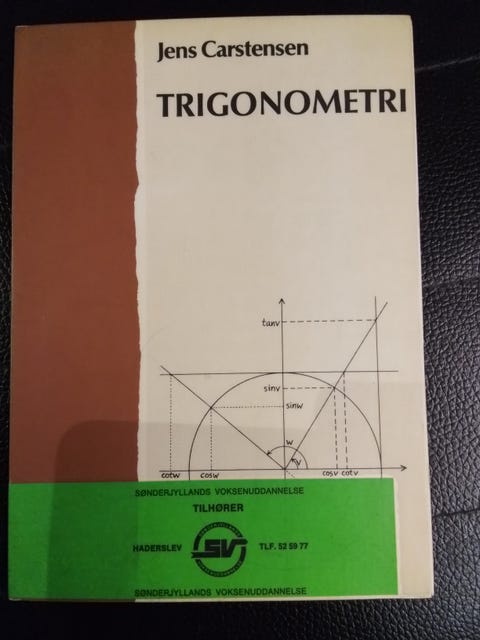 Jens Carstensen
TRIGONOMETRI
tanv
sinv
sinw
w
v
cotw cosw cosv cotv
SØNDERJYLLANDS VOKSENUDDANNELSE
TILHØRER
HADERSLEV SV TLF. 52 59 77
SØNDERJYLLANDS VOKSENUDDANNELSE